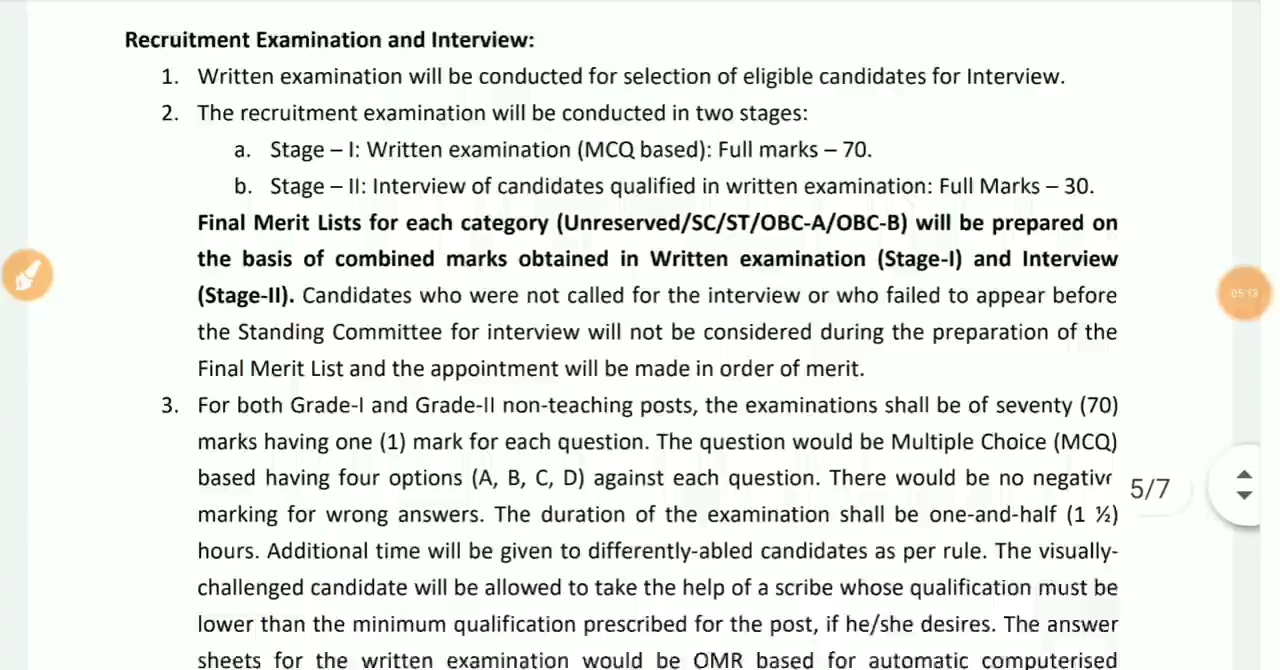 Recruitment Examination and Interview:
1. Written examination will be conducted for selection of eligible candidates for Interview.
2. The recruitment examination will be conducted in two stages:
a. Stage – I: Written examination (MCQ based): Full marks – 70.
b. Stage – II: Interview of candidates qualified in written examination: Full Marks – 30.
Final Merit Lists for each category (Unreserved/SC/ST/OBC-A/OBC-B) will be prepared on
the basis of combined marks obtained in Written examination (Stage-I) and Interview
(Stage-II). Candidates who were not called for the interview or who failed to appear before
05:13
the Standing Committee for interview will not be considered during the preparation of the
Final Merit List and the appointment will be made in order of merit.
3. For both Grade-I and Grade-II non-teaching posts, the examinations shall be of seventy (70)
marks having one (1) mark for each question. The question would be Multiple Choice (MCQ)
based having four options (A, B, C, D) against each question. There would be no negative
5/7
marking for wrong answers. The duration of the examination shall be one-and-half (1 ½)
hours. Additional time will be given to differently-abled candidates as per rule. The visually-
challenged candidate will be allowed to take the help of a scribe whose qualification must be
lower than the minimum qualification prescribed for the post, if he/she desires. The answer
sheets for the written examination would be OMR based for automatic computerised